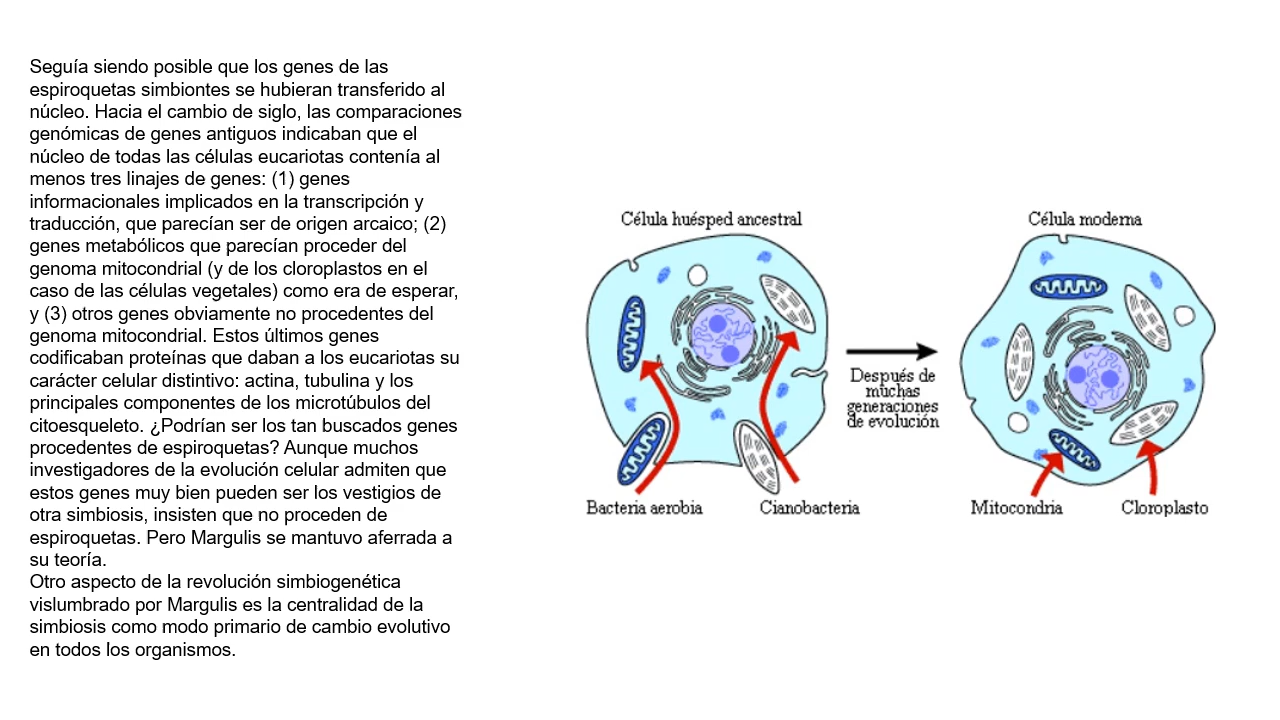 Seguía siendo posible que los genes de las
espiroquetas simbiontes se hubieran transferido al
núcleo. Hacia el cambio de siglo, las comparaciones
genómicas de genes antiguos indicaban que el
núcleo de todas las células eucariotas contenía al
menos tres linajes de genes: (1) genes
informacionales implicados en la transcripción y
traducción, que parecían ser de origen arcaico; (2)
genes metabólicos que parecían proceder del
genoma mitocondrial (y de los cloroplastos en el
caso de las células vegetales) como era de esperar,
y (3) otros genes obviamente no procedentes del
genoma mitocondrial. Estos últimos genes
codificaban proteínas que daban a los eucariotas su
carácter celular distintivo: actina, tubulina y los
principales componentes de los microtúbulos del
citoesqueleto. ¿Podrían ser los tan buscados genes
procedentes de espiroquetas? Aunque muchos
investigadores de la evolución celular admiten que
estos genes muy bien pueden ser los vestigios de
otra simbiosis, insisten que no proceden de
espiroquetas. Pero Margulis se mantuvo aferrada a
su teoría.
Otro aspecto de la revolución simbiogenética
vislumbrado por Margulis es la centralidad de la
simbiosis como modo primario de cambio evolutivo
en todos los organismos.
Célula huésped ancestral
Célula moderna
Después de
muchas
generaciones
de evolución
Bacteria aerobia
Cianobacteria
Mitocondria
Cloroplasto